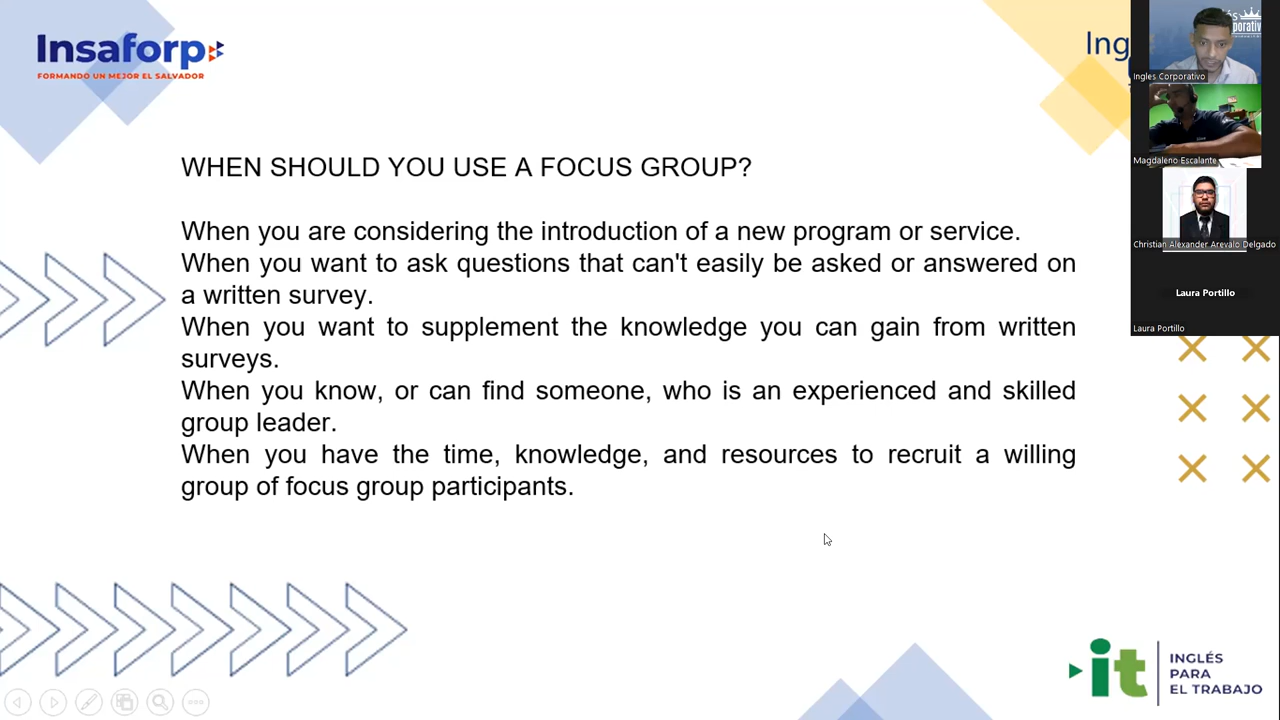 Insaforp
FORMANDO UN MEJOR EL SALVADOR
Ing
Ingles Corporativo
Magdaleno Escalante
Christian Alexander Arevalo Delgado
Laura Portillo
Laura Portillo
WHEN SHOULD YOU USE A FOCUS GROUP?
When you are considering the introduction of a new program or service.
When you want to ask questions that can't easily be asked or answered on
a written survey.
When you want to supplement the knowledge you can gain from written
surveys.
When you know, or can find someone, who is an experienced and skilled
group leader.
When you have the time, knowledge, and resources to recruit a willing
group of focus group participants.
it
INGLÉS
PARA
EL TRABAJO